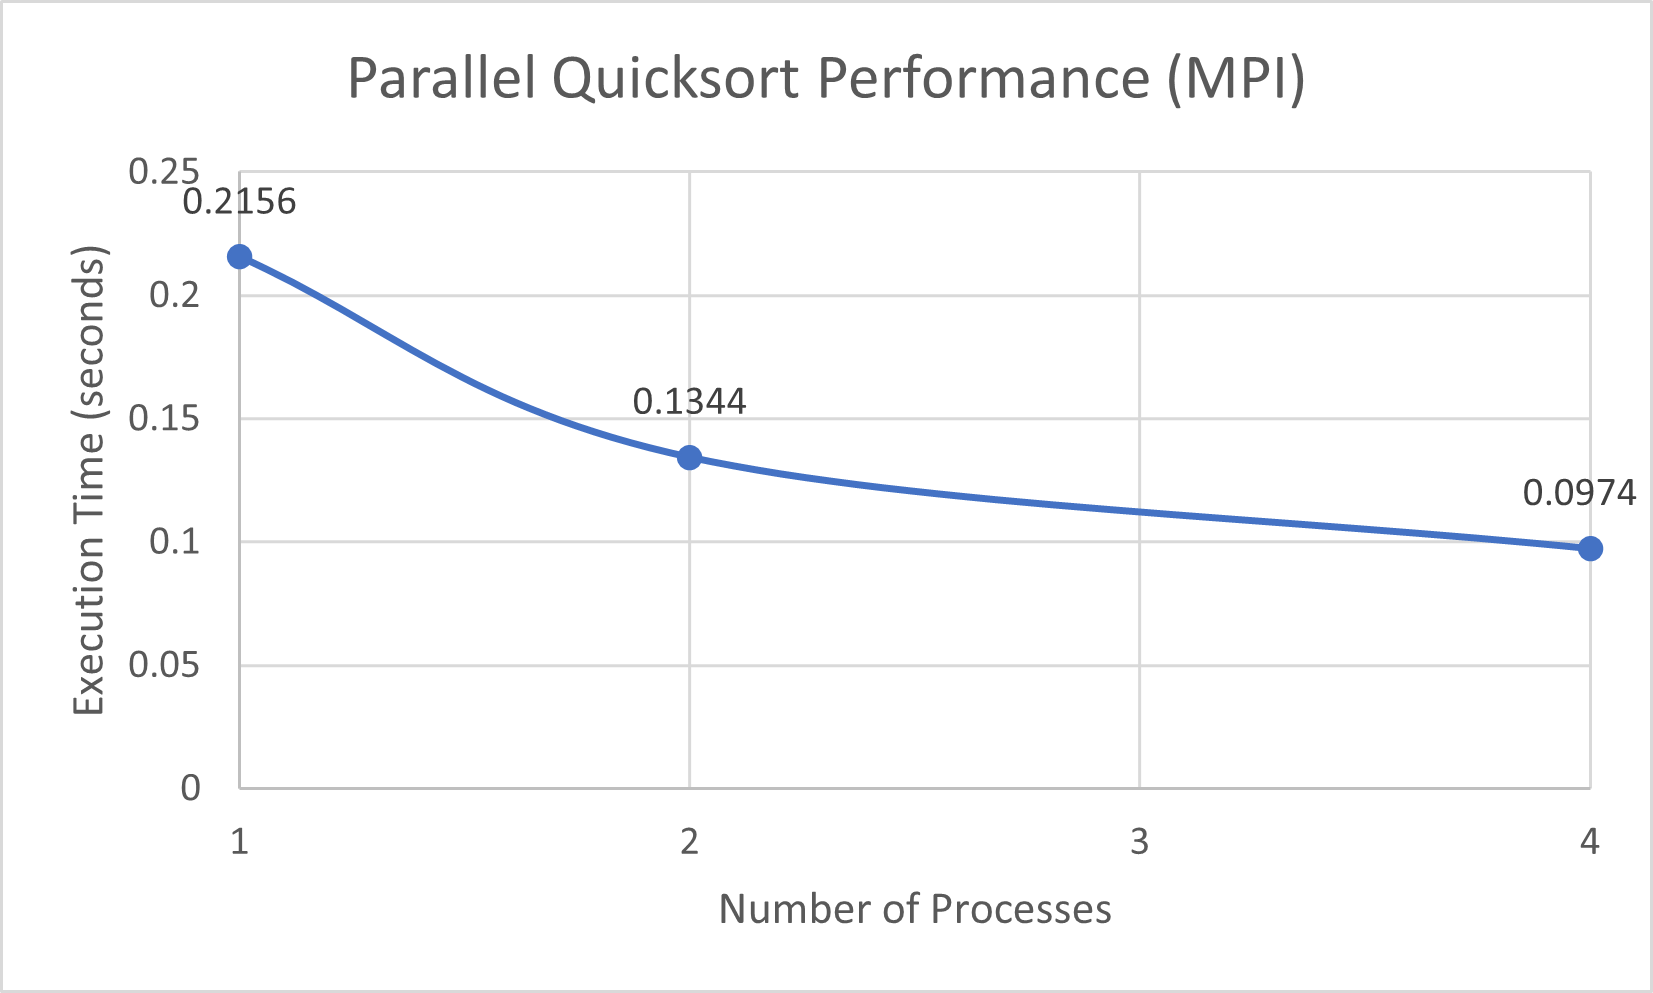 Parallel Quicksort Performance (MPI)
0.25
0.2156
0.2
0.15
0.1344
0.1
0.0974
0.05
0
1 2 3 4
Execution Time (seconds)
Number of Processes